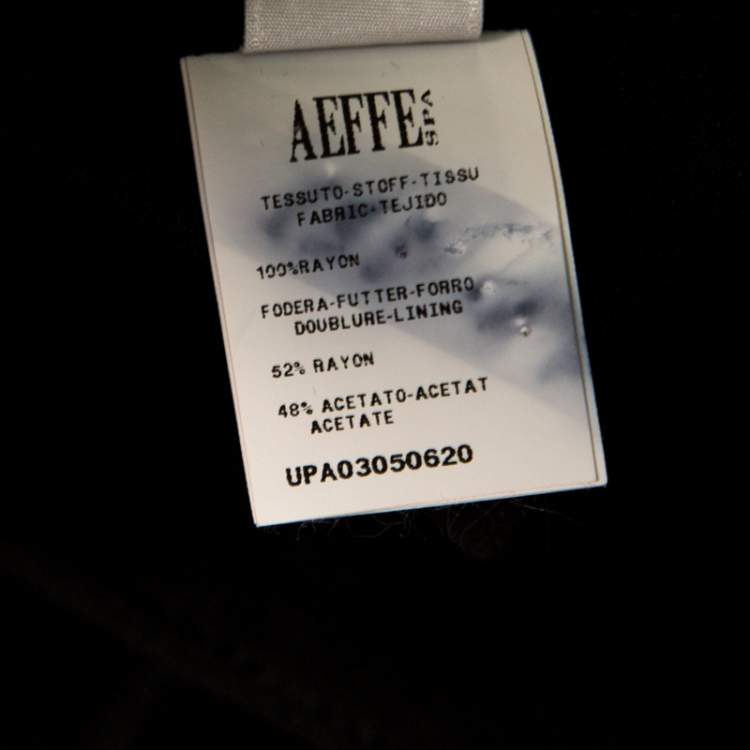 AEFFE SPA
TESSUTO-STOFF-TISSU
FABRIC-TEJIDO
100%RAYON
FODERA-FUTTER-FORRO
DOUBLURE-LINING
52% RAYON
48% ACETATO-ACETAT
ACETATE
UPA03050620